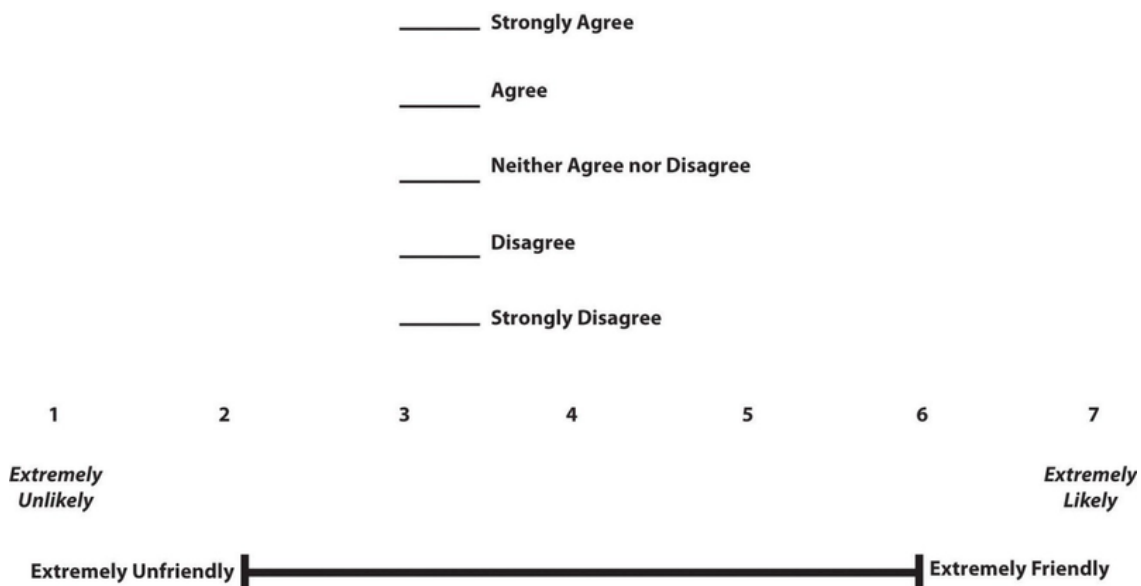 Strongly Agree
Agree
Neither Agree nor Disagree
Disagree
Strongly Disagree
1 2 3 4 5 6 7
Extremely Extremely
Unlikely Likely
Extremely Unfriendly Extremely Friendly